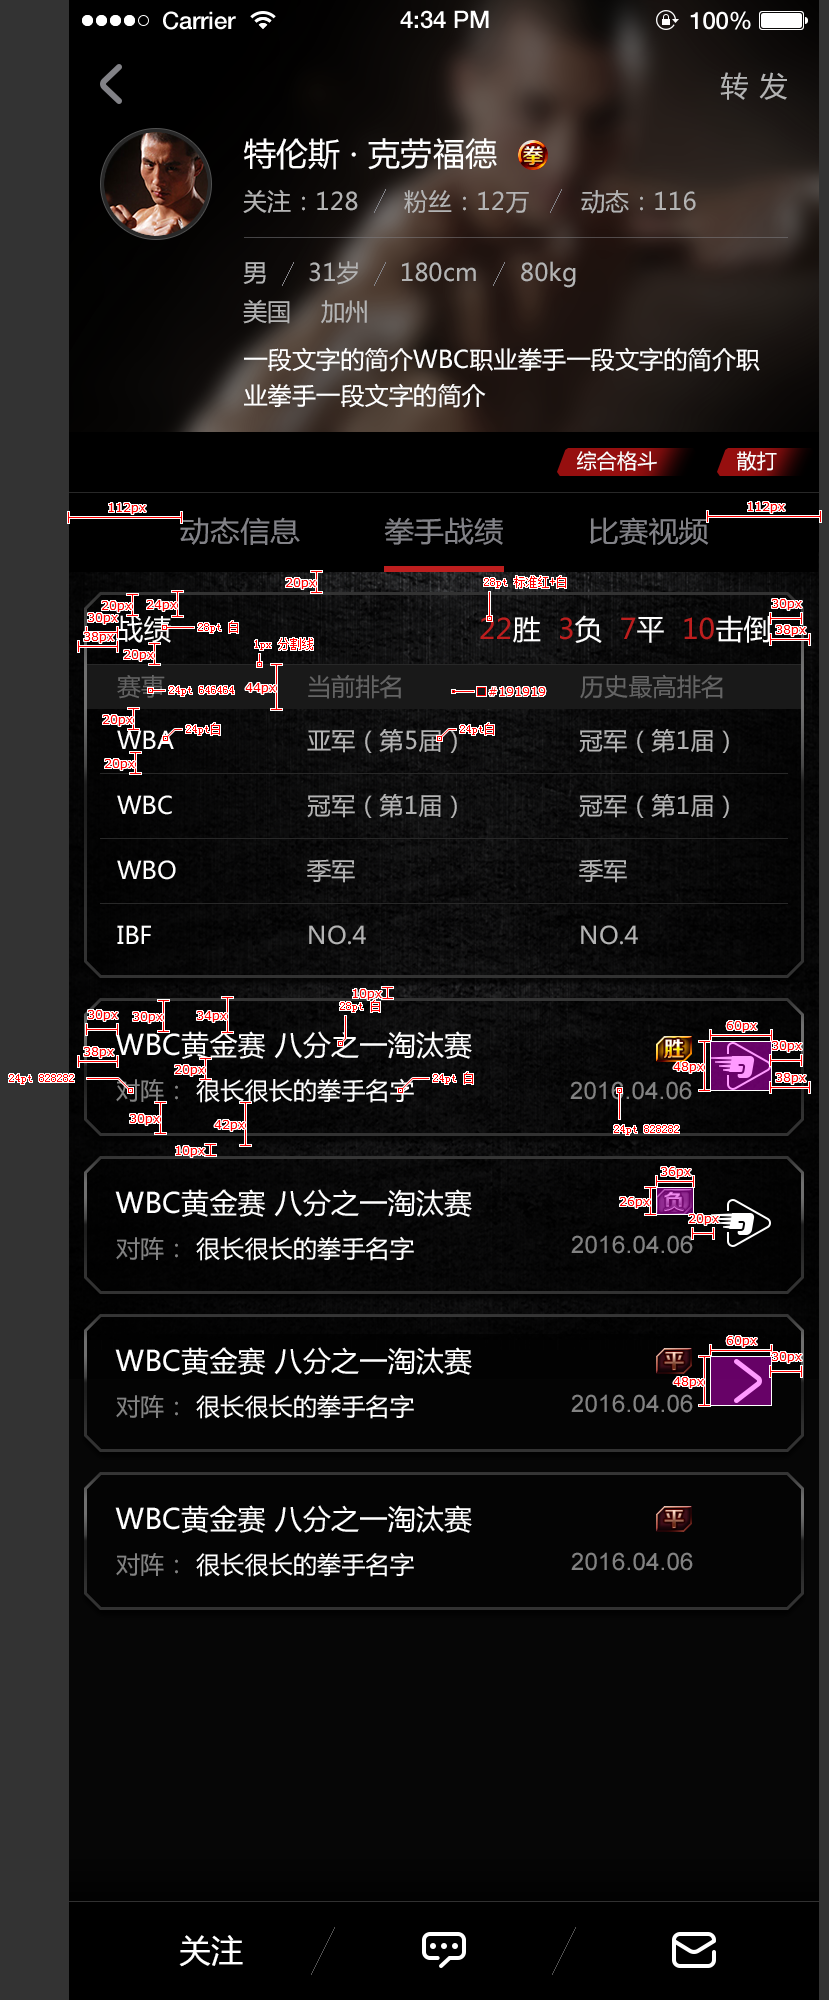 Carrier 4:34 PM 100%
转发
特伦斯·克劳福德 拳
关注：128 / 粉丝：12万 / 动态：116
男 / 31岁 / 180cm / 80kg
美国 加州
一段文字的简介WBC职业拳手一段文字的简介职
业拳手一段文字的简介
综合格斗 散打
112px 112px
动态信息 拳手战绩 比赛视频
20px 28pt 标准红+白
20px 24px 30px
30px 28pt 白
战绩 22胜 3负 7平 10击倒
38px 38px
20px 1px 分割线
赛事 24pt 646464 44px 当前排名 #191919 历史最高排名
20px 24pt白 24pt白
WBA 亚军（第5届） 冠军（第1届）
20px
WBC 冠军（第1届） 冠军（第1届）
WBO 季军 季军
IBF NO.4 NO.4
10px
28pt 白
30px 30px 34px 60px
WBC黄金赛 八分之一淘汰赛 胜 30px
38px 20px 48px
24pt 828282 24pt 白 38px
对阵： 很长很长的拳手名字 2016.04.06
30px 42px 24pt 828282
10px
36px
WBC黄金赛 八分之一淘汰赛 26px 负
20px
对阵： 很长很长的拳手名字 2016.04.06
60px
WBC黄金赛 八分之一淘汰赛 平 30px
48px
对阵： 很长很长的拳手名字 2016.04.06
WBC黄金赛 八分之一淘汰赛 平
对阵： 很长很长的拳手名字 2016.04.06
关注